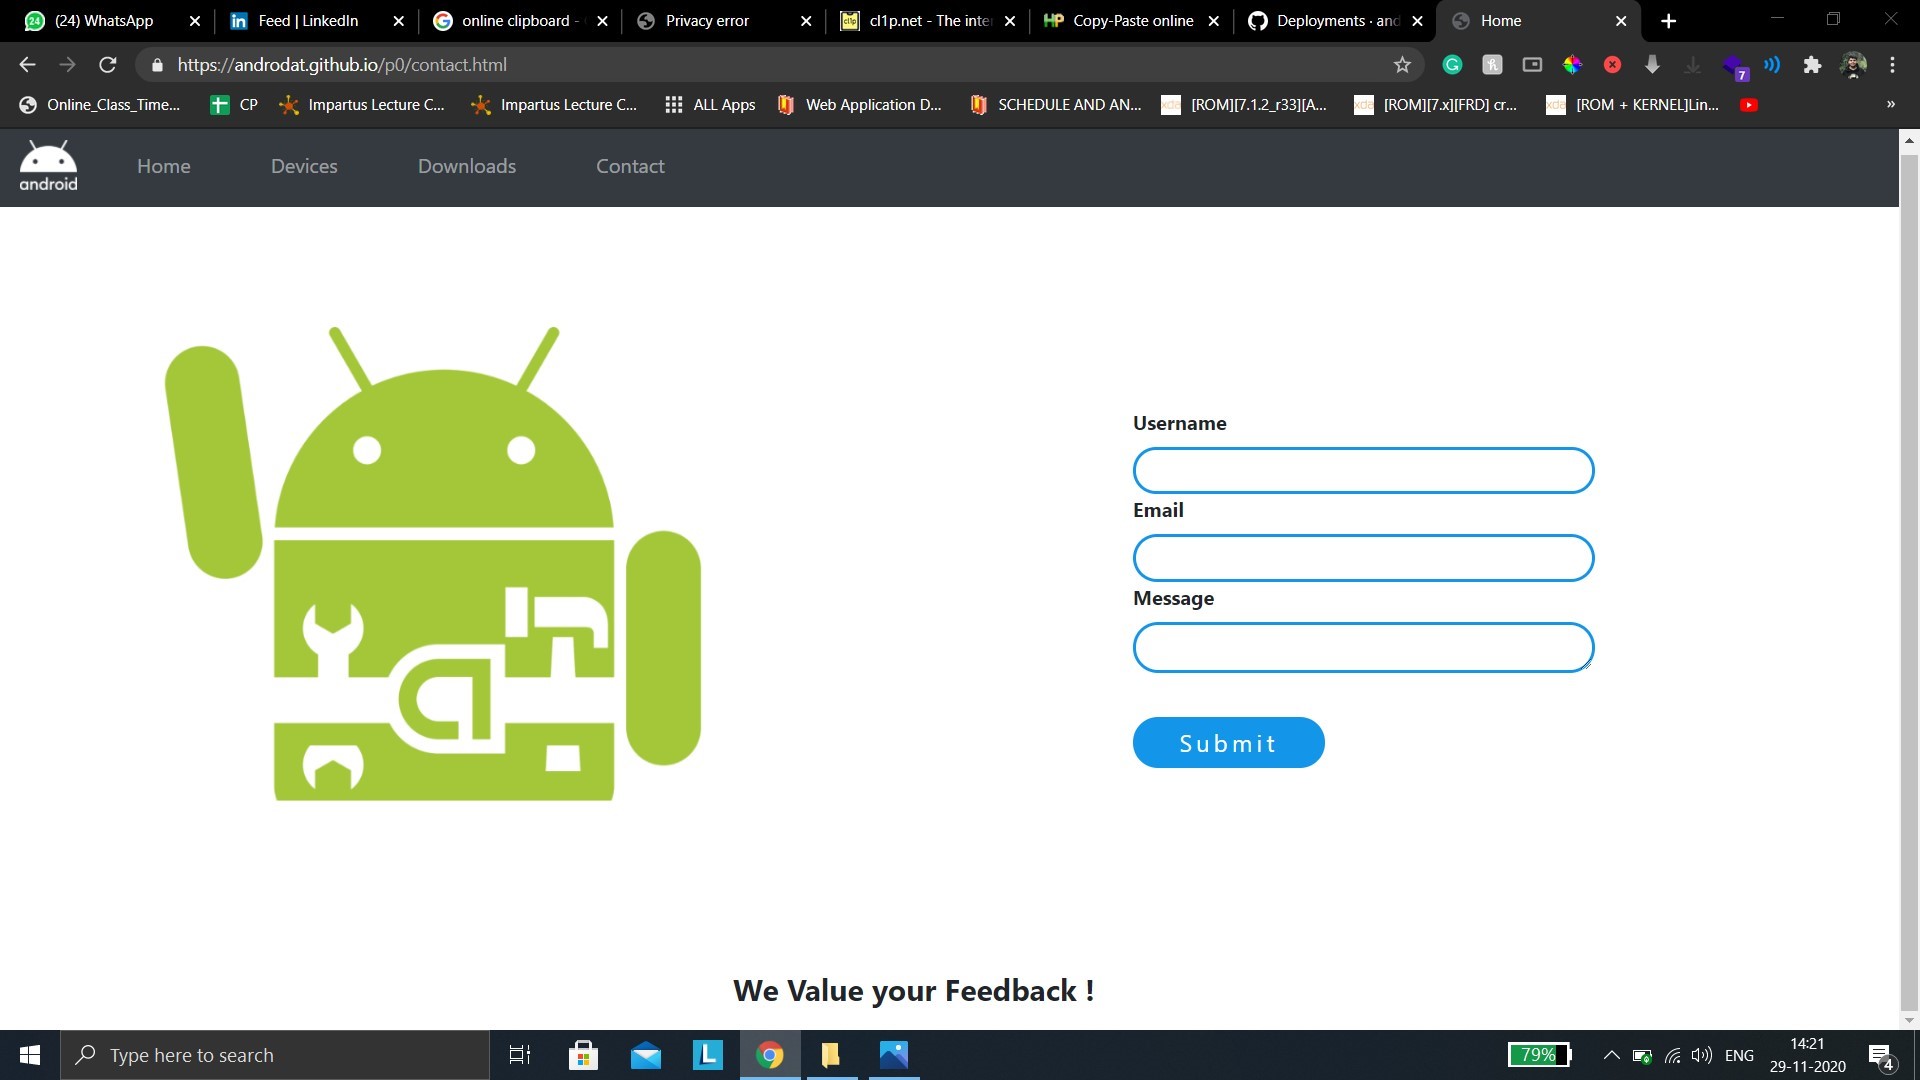 24
(24) WhatsApp
Feed | LinkedIn
online clipboard -
Privacy error
cl1p.net - The inte
Copy-Paste online
Deployments · and
Home
https://androdat.github.io/p0/contact.html
7
Online_Class_Time...
CP
Impartus Lecture C...
Impartus Lecture C...
ALL Apps
Web Application D...
SCHEDULE AND AN...
[ROM][7.1.2_r33][A...
[ROM][7.x][FRD] cr...
[ROM + KERNEL]Lin...
»
android
Home
Devices
Downloads
Contact
Username
Email
Message
Submit
We Value your Feedback !
Type here to search
L
79%
ENG
14:21
29-11-2020
4